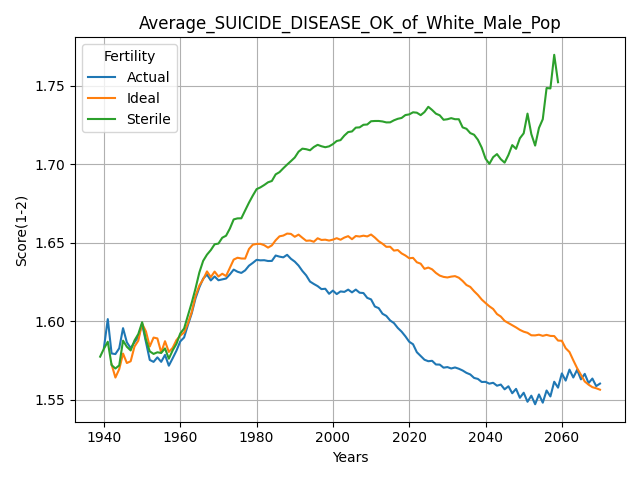 Average_SUICIDE_DISEASE_OK_of_White_Male_Pop
Fertility
Actual
Ideal
Sterile
Score(1-2)
1.75
1.70
1.65
1.60
1.55
1940 1960 1980 2000 2020 2040 2060
Years